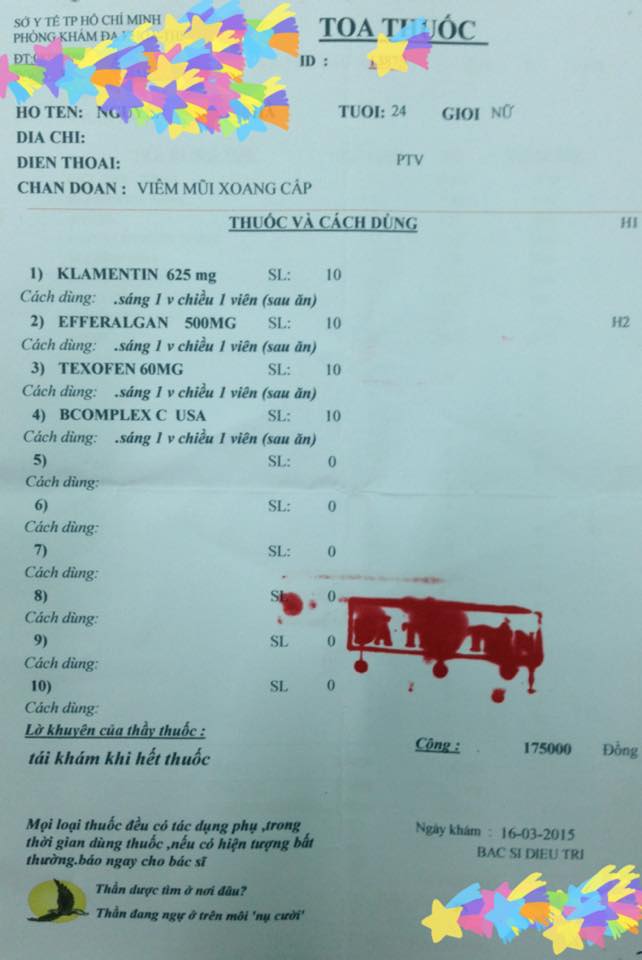 SỞ Y TẾ TP HỒ CHÍ MINH
PHÒNG KHÁM ĐA
ĐT:
TOA THUỐC
ID :
HO TEN:
TUOI: 24 GIOI NỮ
DIA CHI:
DIEN THOAI: PTV
CHAN DOAN : VIÊM MŨI XOANG CẤP
THUỐC VÀ CÁCH DÙNG H1
1) KLAMENTIN 625 mg SL: 10
Cách dùng: .sáng 1 v chiều 1 viên (sau ăn)
2) EFFERALGAN 500MG SL: 10 H2
Cách dùng: .sáng 1 v chiều 1 viên (sau ăn)
3) TEXOFEN 60MG SL: 10
Cách dùng: .sáng 1 v chiều 1 viên (sau ăn)
4) BCOMPLEX C USA SL: 10
Cách dùng: .sáng 1 v chiều 1 viên (sau ăn)
5) SL: 0
Cách dùng:
6) SL: 0
Cách dùng:
7) SL: 0
Cách dùng:
8) SL 0
Cách dùng:
9) SL 0
Cách dùng:
10) SL 0
Cách dùng:
Lờ khuyên của thầy thuốc :
tái khám khi hết thuốc
Công : . 175000 Đồng
Mọi loại thuốc đều có tác dụng phụ ,trong
thời gian dùng thuốc ,nếu có hiện tượng bất
thường.báo ngay cho bác sĩ
Ngày khám : 16-03-2015
BAC SI DIEU TRI
Thần dược tìm ở nơi đâu?
Thần đang ngự ở trên môi 'nụ cười'